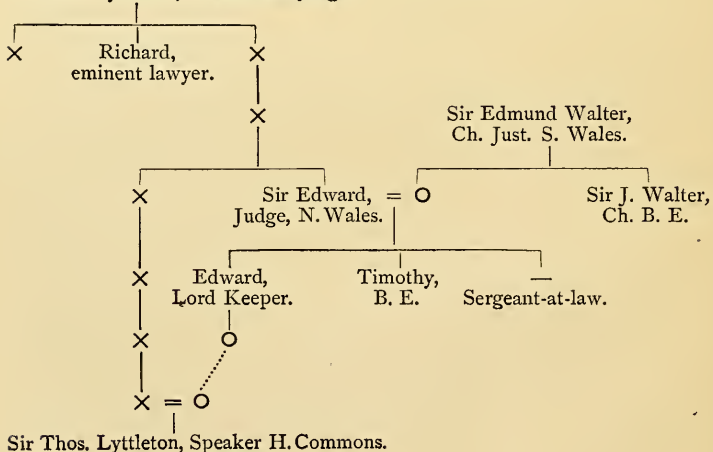 Richard,
eminent lawyer.
Sir Edmund Walter,
Ch. Just. S. Wales.
Sir Edward,
Judge, N. Wales.
=
Sir J. Walter,
Ch. B. E.
Edward,
Lord Keeper.
Timothy,
B. E.
—
Sergeant-at-law.
=
Sir Thos. Lyttleton, Speaker H. Commons.